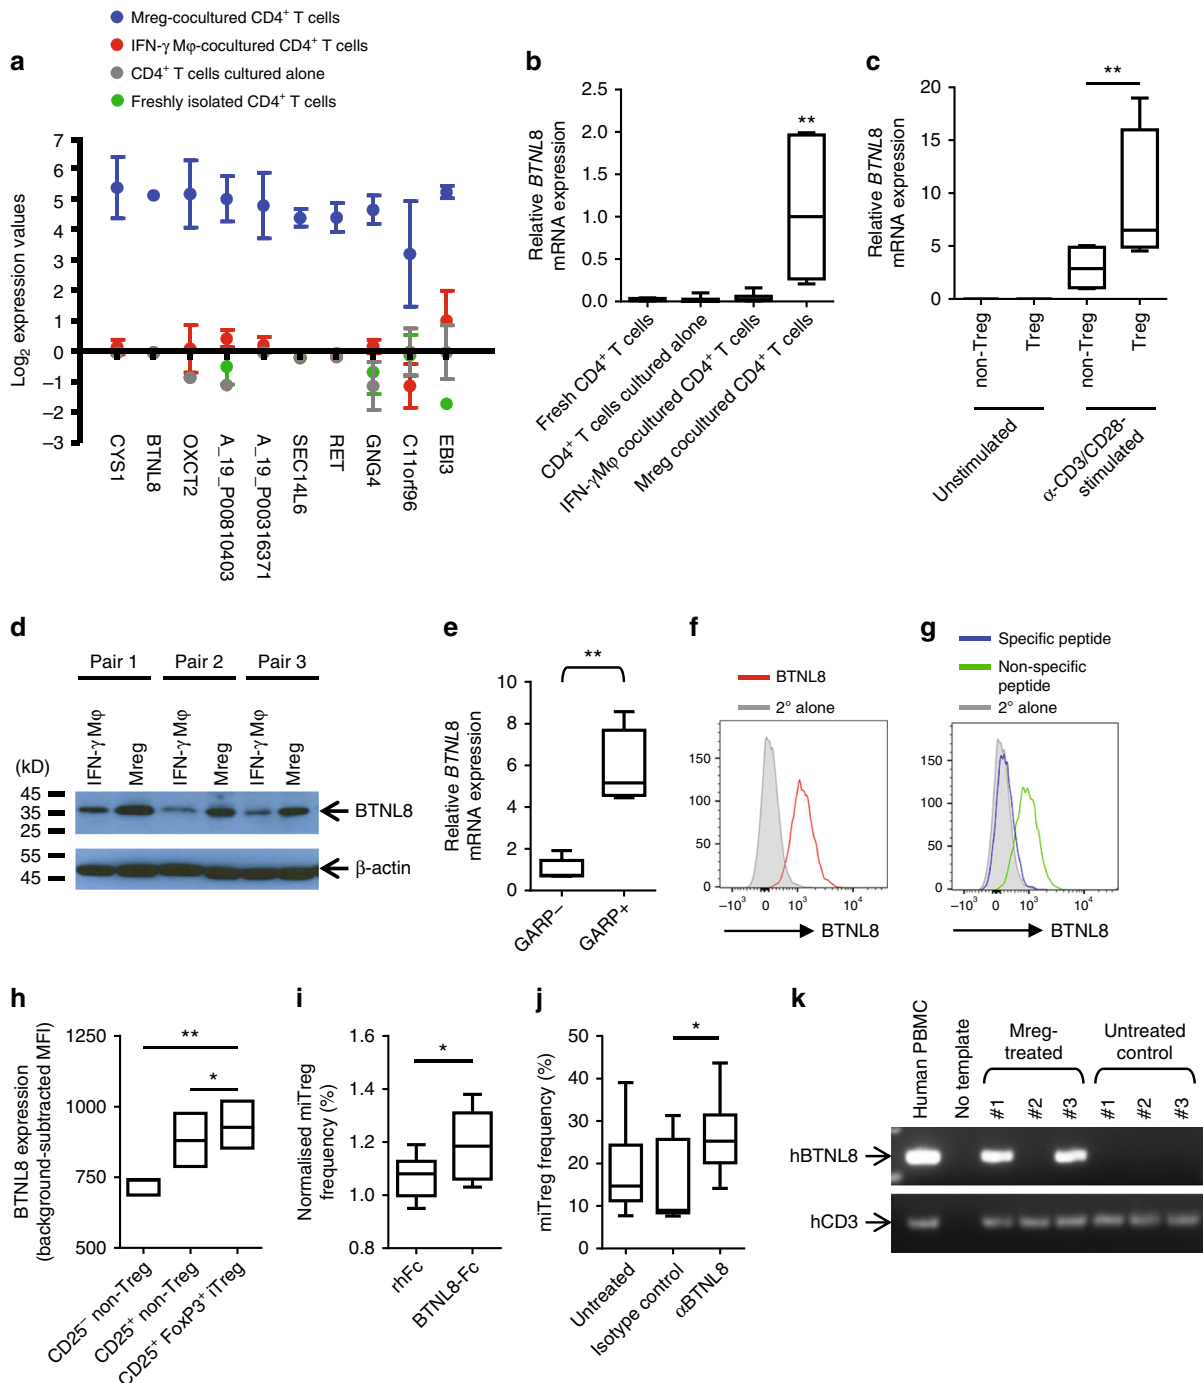 a
Mreg-cocultured CD4+ T cells
IFN-γ Mφ-cocultured CD4+ T cells
CD4+ T cells cultured alone
Freshly isolated CD4+ T cells
Log2 expression values
7
6
5
4
3
2
1
0
−1
−2
−3
CYS1
BTNL8
OXCT2
A_19_P00810403
A_19_P00316371
SEC14L6
RET
GNG4
C11orf96
EBI3
b
Relative BTNL8
mRNA expression
2.5
2.0
1.5
1.0
0.5
0.0
**
Fresh CD4+ T cells
CD4+ T cells cultured alone
IFN-γMφ cocultured CD4+ T cells
Mreg cocultured CD4+ T cells
c
Relative BTNL8
mRNA expression
20
15
10
5
0
**
non-Treg
Treg
non-Treg
Treg
Unstimulated
α-CD3/CD28-
stimulated
d
Pair 1
Pair 2
Pair 3
IFN-γ Mφ
Mreg
IFN-γ Mφ
Mreg
IFN-γ Mφ
Mreg
(kD)
45
35
25
BTNL8
55
45
β-actin
e
Relative BTNL8
mRNA expression
10
8
6
4
2
0
**
GARP−
GARP+
f
BTNL8
2° alone
150
100
50
0
−10³
0
10³
10⁴
BTNL8
g
Specific peptide
Non-specific
peptide
2° alone
150
100
50
0
−10³
0
10³
10⁴
BTNL8
h
BTNL8 expression
(background-subtracted MFI)
1250
1000
750
500
**
*
CD25− non-Treg
CD25+ non-Treg
CD25+ FoxP3+ iTreg
i
Normalised miTreg
frequency (%)
1.6
1.4
1.2
1.0
0.8
*
rhFc
BTNL8-Fc
j
miTreg frequency (%)
50
40
30
20
10
0
*
Untreated
Isotype control
αBTNL8
k
Human PBMC
No template
Mreg-
treated
Untreated
control
#1
#2
#3
#1
#2
#3
hBTNL8
hCD3